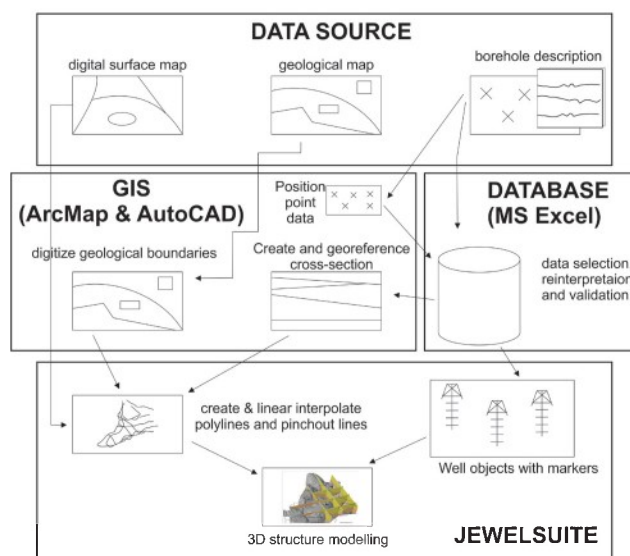 DATA SOURCE
digital surface map
geological map
borehole description
GIS
(ArcMap & AutoCAD)
Position
point
data
DATABASE
(MS Excel)
digitize geological boundaries
Create and georeference
cross-section
data selection,
reinterpretaion
and validation
create & linear interpolate
polylines and pinchout lines
Well objects with markers
3D structure modelling
JEWELSUITE